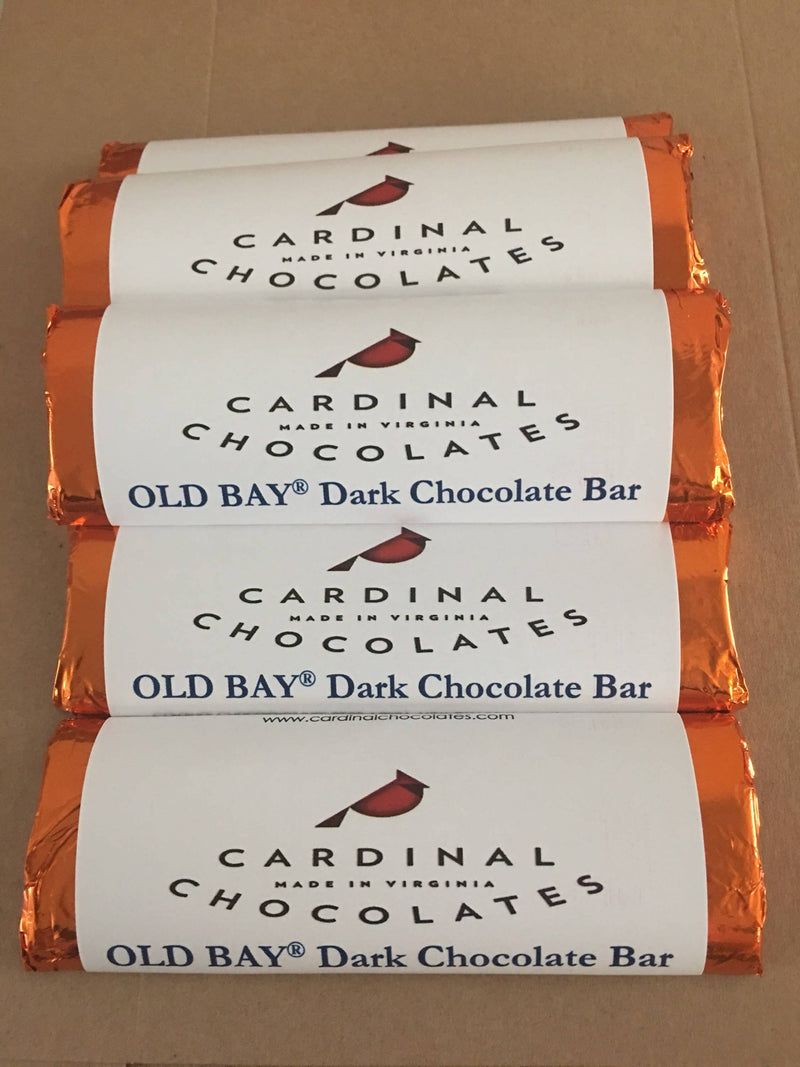 CARDINAL
MADE IN VIRGINIA
CHOCOLATES
CARDINAL
MADE IN VIRGINIA
CHOCOLATES
OLD BAY® Dark Chocolate Bar
CARDINAL
MADE IN VIRGINIA
CHOCOLATES
OLD BAY® Dark Chocolate Bar
www.cardinalchocolates.com
CARDINAL
MADE IN VIRGINIA
CHOCOLATES
OLD BAY® Dark Chocolate Bar